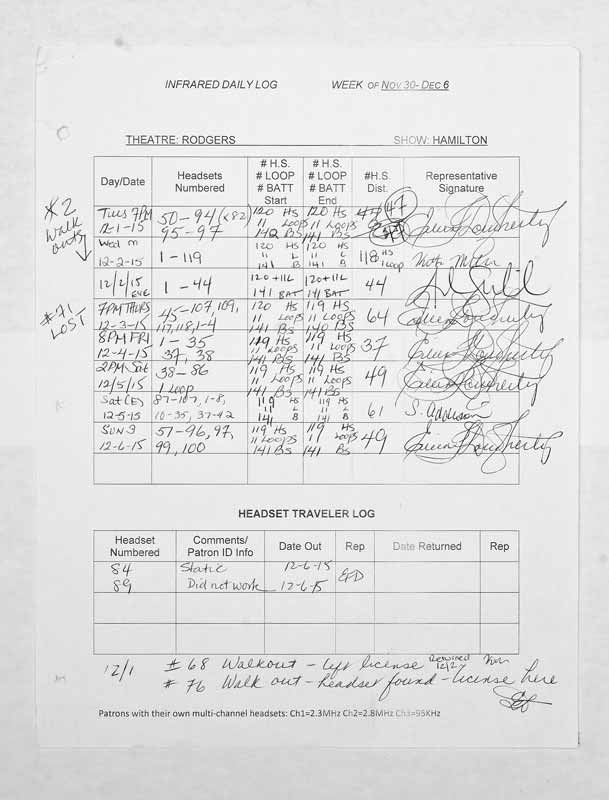 INFRARED DAILY LOG WEEK OF NOV 30- DEC 6
THEATRE: RODGERS SHOW: HAMILTON
Day/Date Headsets Numbered # H.S. # LOOP # BATT Start # H.S. # LOOP # BATT End #H.S. Dist. Representative Signature
*2 Walk outs
Tues 7PM 12-1-15 50-94 (x82) 95-97 120 HS 11 Loops 142 BS 120 HS 11 Loops 141 BS 47
Wed m 12-2-15 1-119 120 HS 11 L 141 B 120 HS 11 L 141 B 118 HS 1 Loop
12/2/15 EVE 1-44 120+11L 141 BAT 120+11L 141 BAT 44
#71 LOST
7PM THURS 12-3-15 45-107, 109, 117, 118, 1-4 120 HS 11 Loops 141 BS 119 HS 11 Loops 140 BS 64
8PM FRI 12-4-15 1-35 37, 38 119 HS 11 Loops 141 BS 119 HS 11 Loops 141 BS 37
2PM Sat 12/5/15 38-86 1 Loop 119 HS 11 Loops 141 BS 119 HS 11 Loops 141 BS 49
Sat (E) 12-5-15 87-107, 1-8, 10-35, 37-42 119 HS 11 L 141 B 119 HS 11 L 141 B 61 S. Addison
SUN 3 12-6-15 57-96, 97, 99, 100 119 HS 11 Loops 141 BS 119 HS 11 Loops 141 BS 49
HEADSET TRAVELER LOG
Headset Numbered Comments/ Patron ID Info Date Out Rep Date Returned Rep
84 Static 12-6-15 EFD
89 Did not work 12-6-15
12/1 # 68 Walkout - left license Returned 12/2
# 76 Walk out - headset found - license here
Patrons with their own multi-channel headsets: Ch1=2.3MHz Ch2=2.8MHz Ch3=95KHz